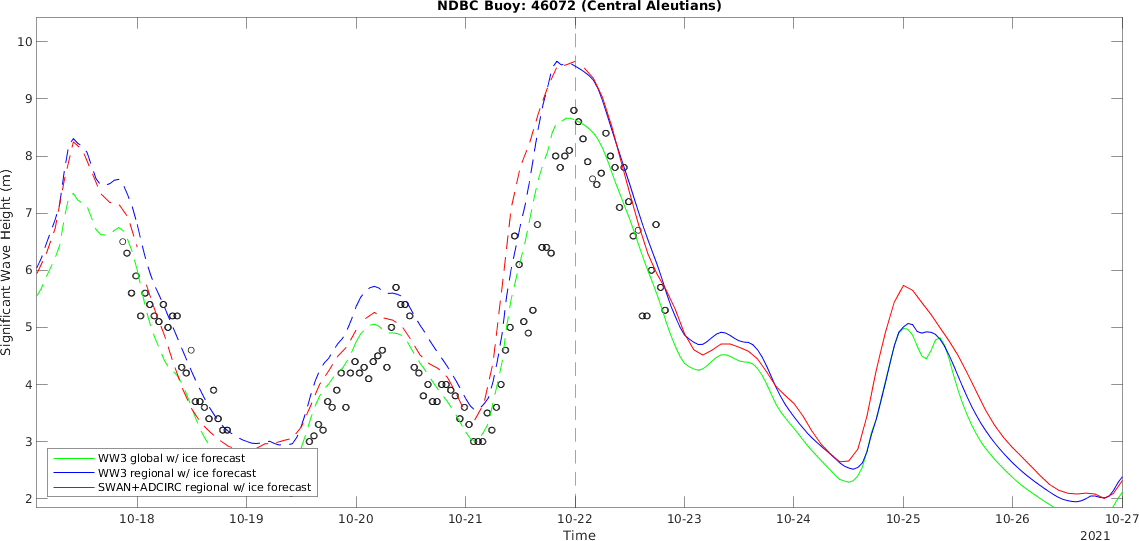 NDBC Buoy: 46072 (Central Aleutians)
10
9
8
7
6
5
4
3
2
Significant Wave Height (m)
WW3 global w/ ice forecast
WW3 regional w/ ice forecast
SWAN+ADCIRC regional w/ ice forecast
10-18 10-19 10-20 10-21 10-22 10-23 10-24 10-25 10-26 10-27
Time
2021